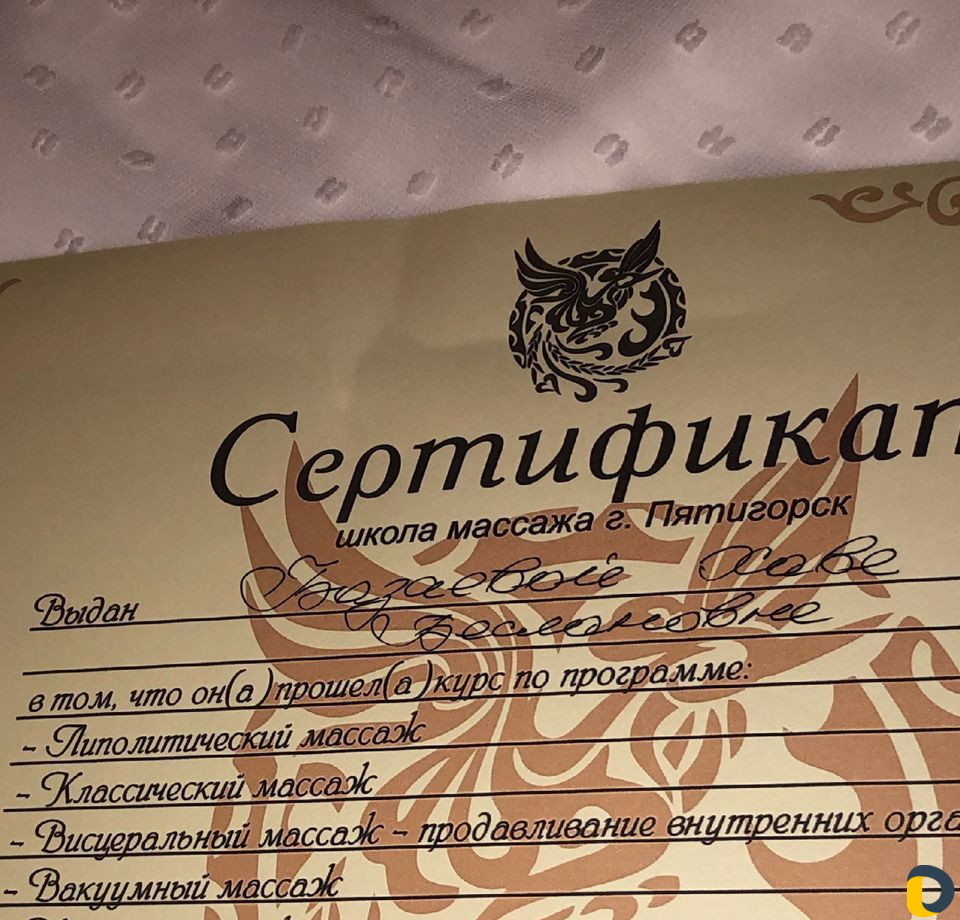 Сертификат
школа массажа г. Пятигорск
Выдан Бозаевой Хаве
Беслановне
в том, что он(а)прошел(а)курс по программе:
- Липолитический массаж
- Классический массаж
- Висцеральный массаж - продавливание внутренних орга
- Вакуумный массаж